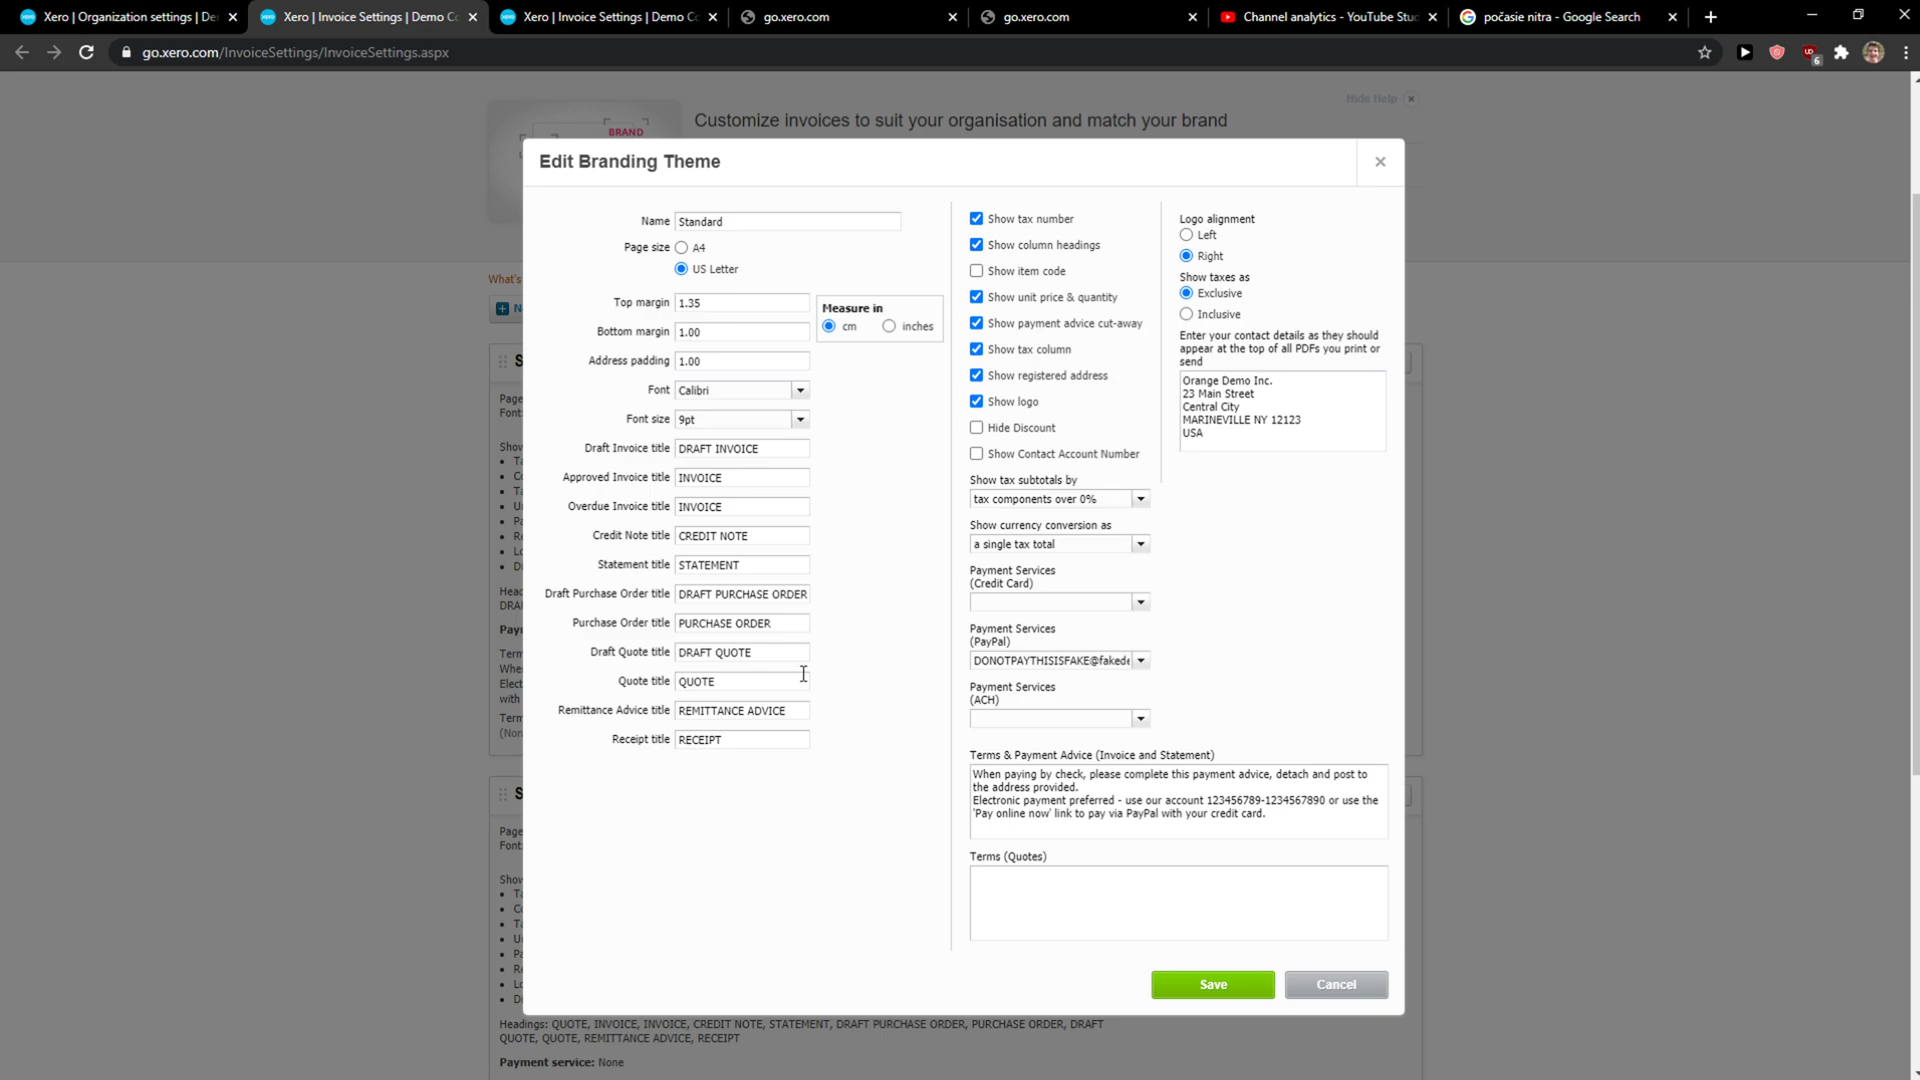 Xero | Organization settings | De
Xero | Invoice Settings | Demo Co
Xero | Invoice Settings | Demo Co
go.xero.com
go.xero.com
Channel analytics - YouTube Stud
počasie nitra - Google Search
go.xero.com/InvoiceSettings/InvoiceSettings.aspx
6
Hide Help
BRAND
Customize invoices to suit your organisation and match your brand
What's
Edit Branding Theme
Name Standard
Page size A4
US Letter
Top margin 1.35
Measure in
cm inches
Bottom margin 1.00
Address padding 1.00
Font Calibri
Font size 9pt
Draft Invoice title DRAFT INVOICE
Approved Invoice title INVOICE
Overdue Invoice title INVOICE
Credit Note title CREDIT NOTE
Statement title STATEMENT
Draft Purchase Order title DRAFT PURCHASE ORDER
Purchase Order title PURCHASE ORDER
Draft Quote title DRAFT QUOTE
Quote title QUOTE
Remittance Advice title REMITTANCE ADVICE
Receipt title RECEIPT
Show tax number
Show column headings
Show item code
Show unit price & quantity
Show payment advice cut-away
Show tax column
Show registered address
Show logo
Hide Discount
Show Contact Account Number
Show tax subtotals by
tax components over 0%
Show currency conversion as
a single tax total
Payment Services
(Credit Card)
Payment Services
(PayPal)
DONOTPAYTHISISFAKE@fakede
Payment Services
(ACH)
Logo alignment
Left
Right
Show taxes as
Exclusive
Inclusive
Enter your contact details as they should
appear at the top of all PDFs you print or
send
Orange Demo Inc.
23 Main Street
Central City
MARINEVILLE NY 12123
USA
Terms & Payment Advice (Invoice and Statement)
When paying by check, please complete this payment advice, detach and post to
the address provided.
Electronic payment preferred - use our account 123456789-1234567890 or use the
'Pay online now' link to pay via PayPal with your credit card.
Terms (Quotes)
Save
Cancel
Headings: QUOTE, INVOICE, INVOICE, CREDIT NOTE, STATEMENT, DRAFT PURCHASE ORDER, PURCHASE ORDER, DRAFT
QUOTE, QUOTE, REMITTANCE ADVICE, RECEIPT
Payment service: None